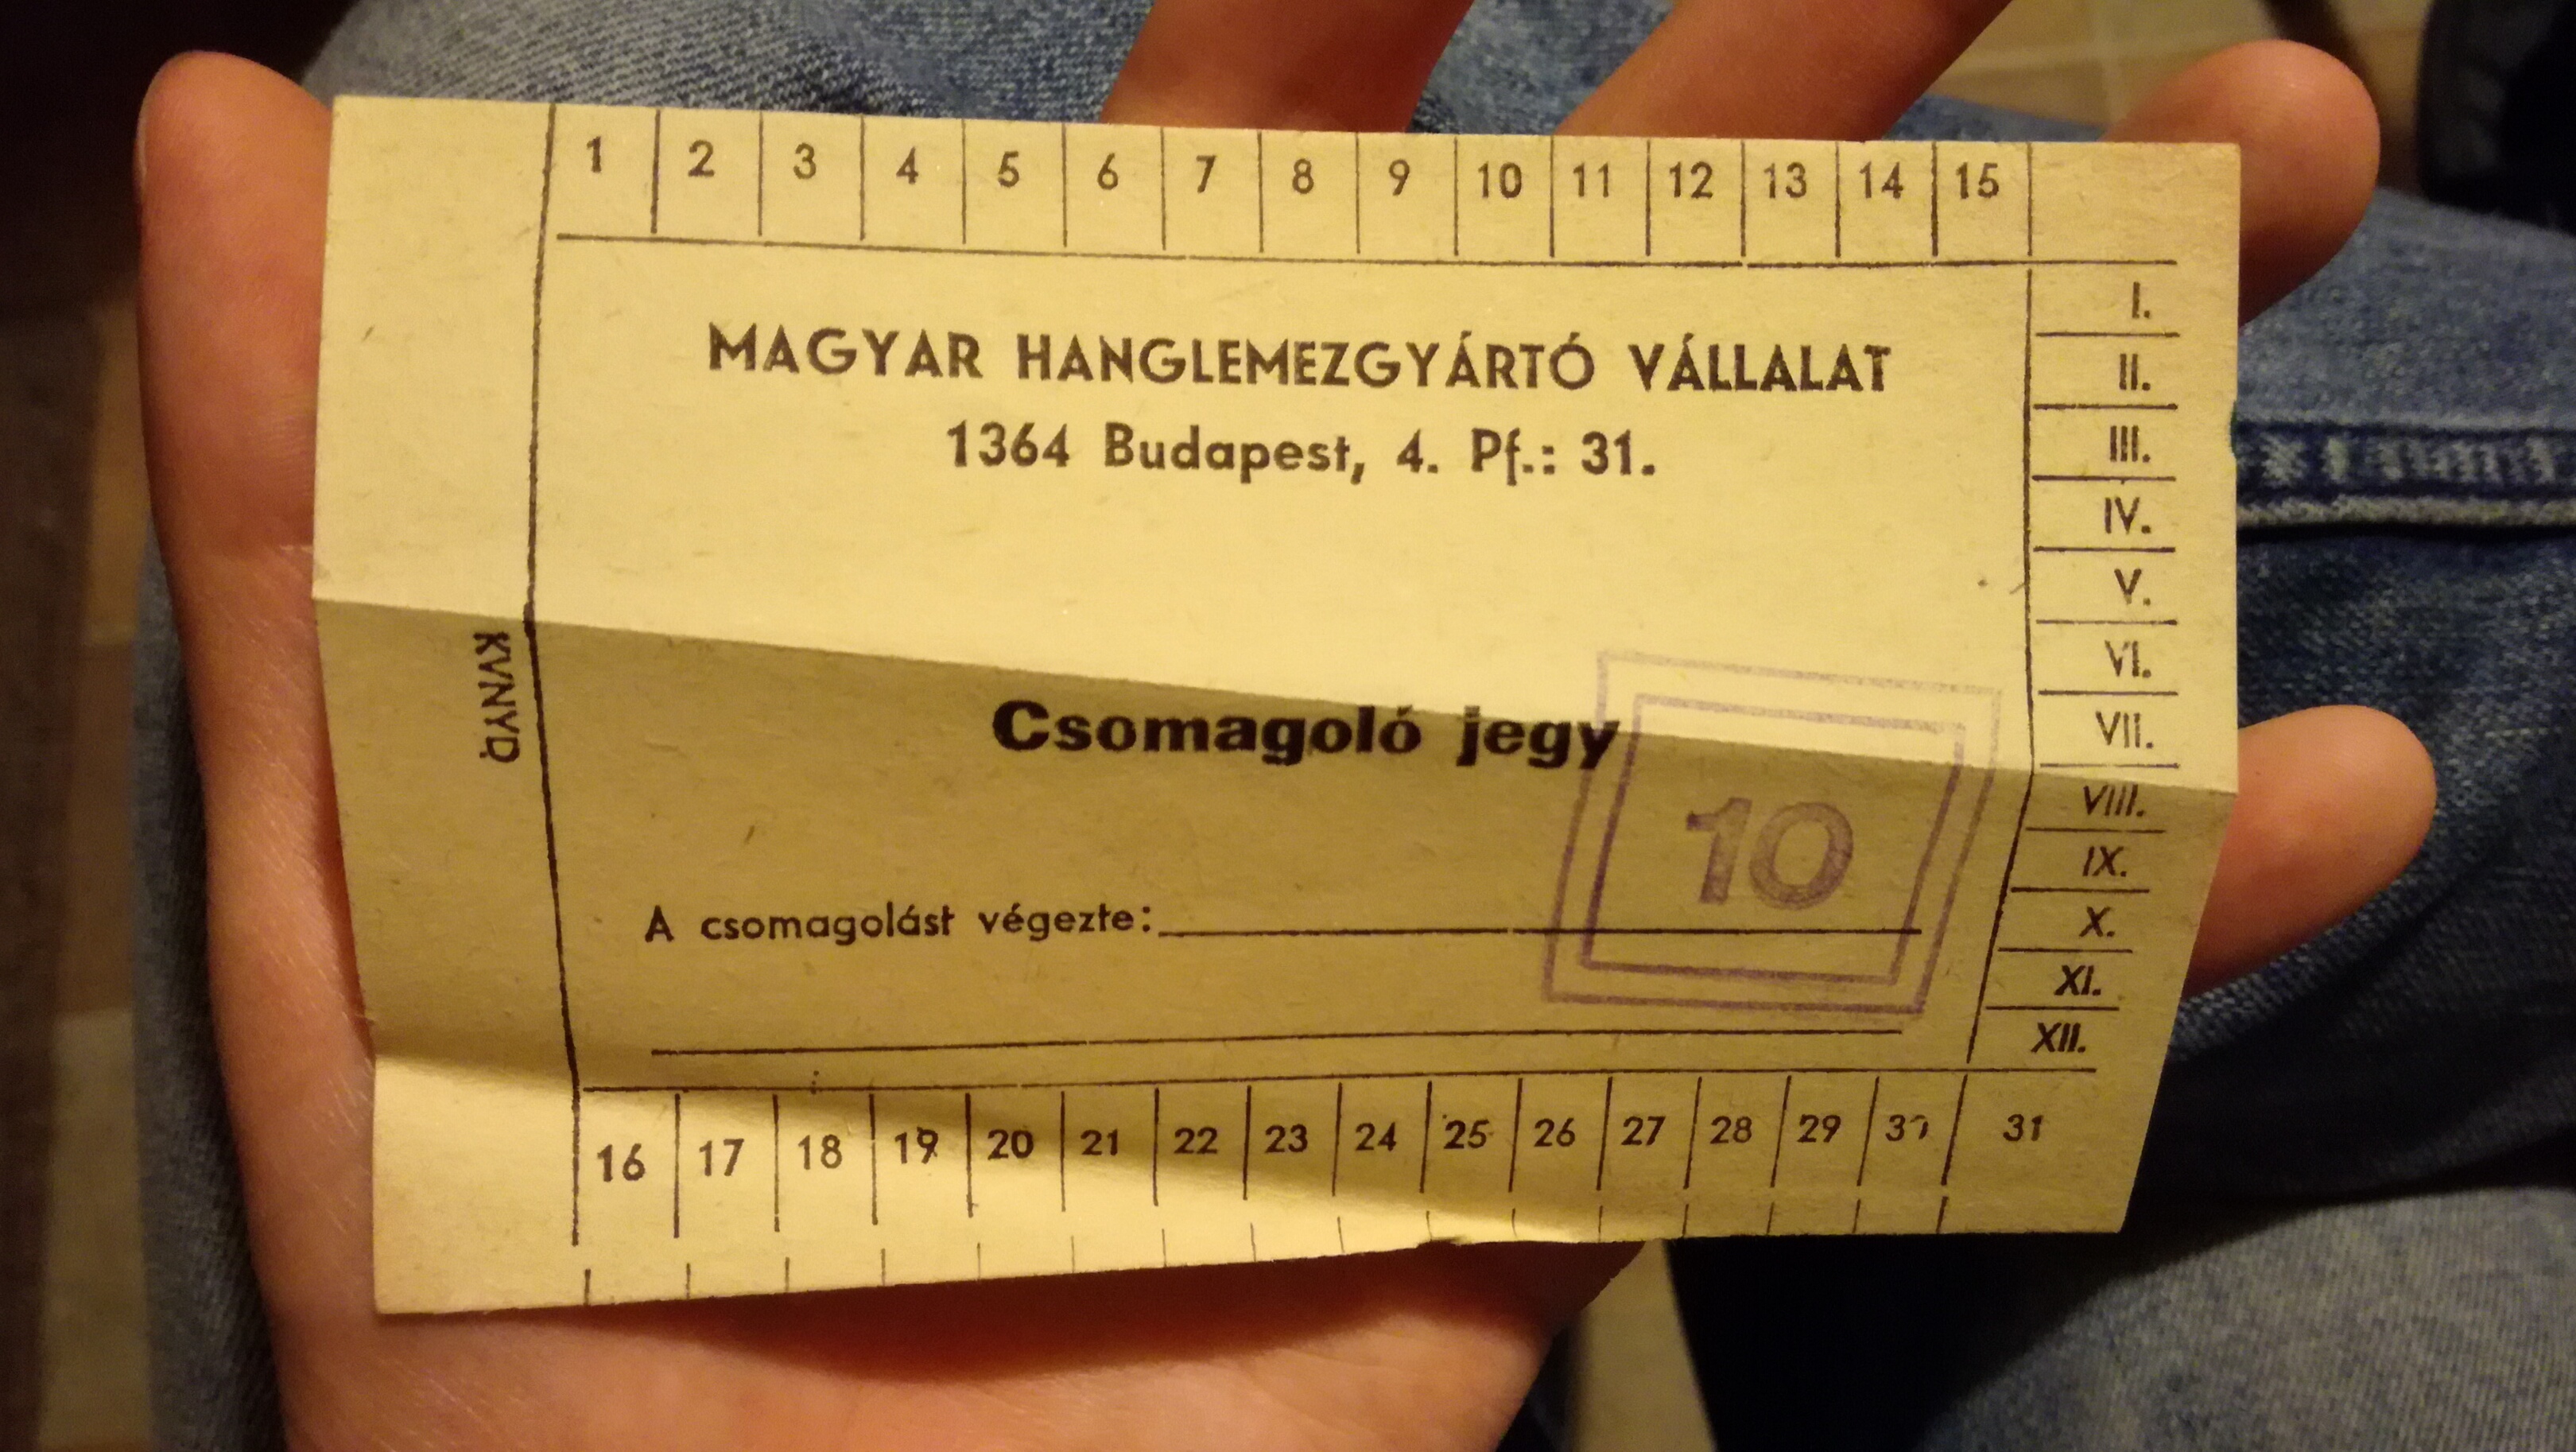 1 2 3 4 5 6 7 8 9 10 11 12 13 14 15
MAGYAR HANGLEMEZGYÁRTÓ VÁLLALAT
1364 Budapest, 4. Pf.: 31.
Csomagoló jegy
10
A csomagolást végezte:
KVNYQ
I.
II.
III.
IV.
V.
VI.
VII.
VIII.
IX.
X.
XI.
XII.
16 17 18 19 20 21 22 23 24 25 26 27 28 29 30 31